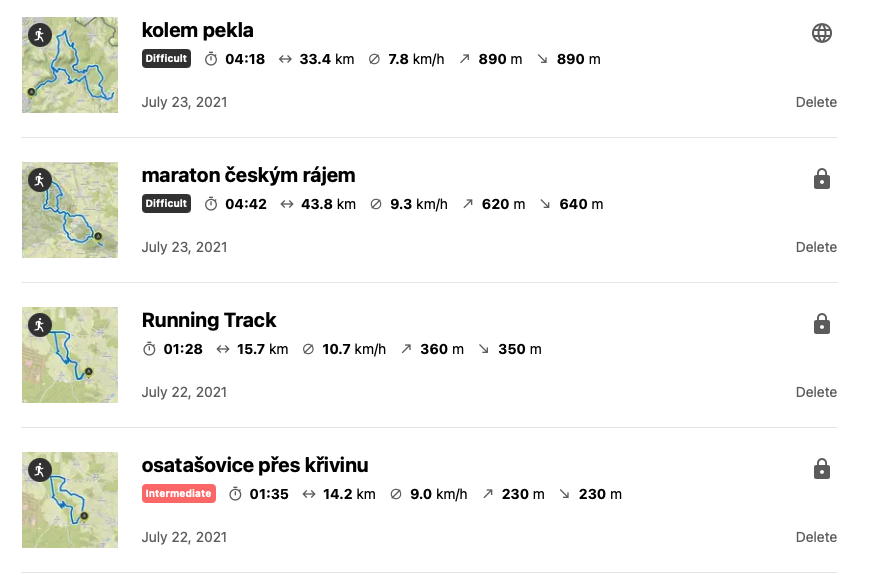 kolem pekla
Difficult 04:18 33.4 km 7.8 km/h 890 m 890 m
July 23, 2021 Delete
maraton českým rájem
Difficult 04:42 43.8 km 9.3 km/h 620 m 640 m
July 23, 2021 Delete
Running Track
01:28 15.7 km 10.7 km/h 360 m 350 m
July 22, 2021 Delete
osatašovice přes křivinu
Intermediate 01:35 14.2 km 9.0 km/h 230 m 230 m
July 22, 2021 Delete